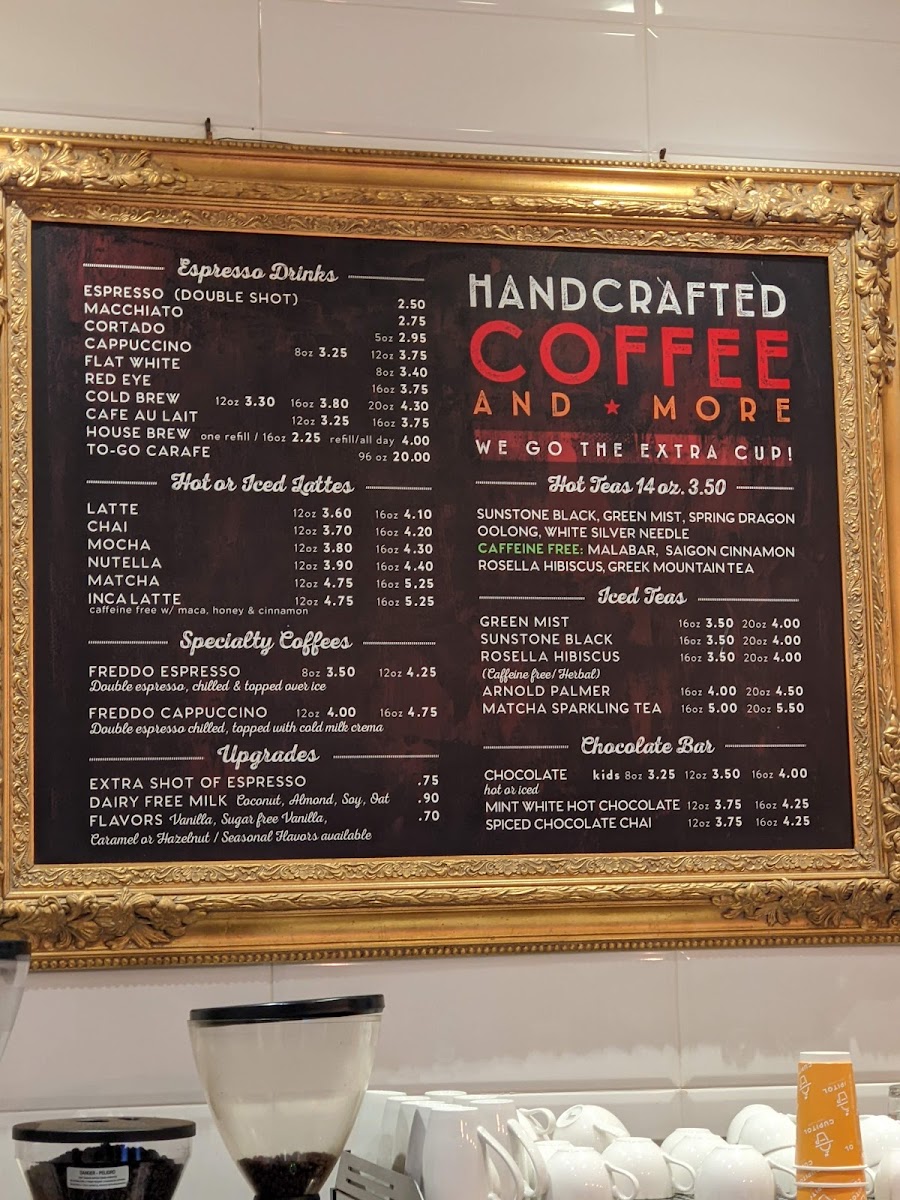 Espresso Drinks
ESPRESSO (DOUBLE SHOT) 2.50
MACCHIATO 2.75
CORTADO 5oz 2.95
CAPPUCCINO 8oz 3.25 12oz 3.75
FLAT WHITE 8oz 3.40
RED EYE 16oz 3.75
COLD BREW 12oz 3.30 16oz 3.80 20oz 4.30
CAFE AU LAIT 12oz 3.25 16oz 3.75
HOUSE BREW one refill / 16oz 2.25 refill/all day 4.00
TO-GO CARAFE 96 oz 20.00
Hot or Iced Lattes
LATTE 12oz 3.60 16oz 4.10
CHAI 12oz 3.70 16oz 4.20
MOCHA 12oz 3.80 16oz 4.30
NUTELLA 12oz 3.90 16oz 4.40
MATCHA 12oz 4.75 16oz 5.25
INCA LATTE 12oz 4.75 16oz 5.25
caffeine free w/ maca, honey & cinnamon
Specialty Coffees
FREDDO ESPRESSO 8oz 3.50 12oz 4.25
Double espresso, chilled & topped over ice
FREDDO CAPPUCCINO 12oz 4.00 16oz 4.75
Double espresso chilled, topped with cold milk crema
Upgrades
EXTRA SHOT OF ESPRESSO .75
DAIRY FREE MILK Coconut, Almond, Soy, Oat .90
FLAVORS Vanilla, Sugar free Vanilla, .70
Caramel or Hazelnut / Seasonal Flavors available
HANDCRAFTED
COFFEE
AND ★ MORE
WE GO THE EXTRA CUP!
Hot Teas 14 oz. 3.50
SUNSTONE BLACK, GREEN MIST, SPRING DRAGON
OOLONG, WHITE SILVER NEEDLE
CAFFEINE FREE: MALABAR, SAIGON CINNAMON
ROSELLA HIBISCUS, GREEK MOUNTAIN TEA
Iced Teas
GREEN MIST 16oz 3.50 20oz 4.00
SUNSTONE BLACK 16oz 3.50 20oz 4.00
ROSELLA HIBISCUS 16oz 3.50 20oz 4.00
(Caffeine free/Herbal)
ARNOLD PALMER 16oz 4.00 20oz 4.50
MATCHA SPARKLING TEA 16oz 5.00 20oz 5.50
Chocolate Bar
CHOCOLATE kids 8oz 3.25 12oz 3.50 16oz 4.00
hot or iced
MINT WHITE HOT CHOCOLATE 12oz 3.75 16oz 4.25
SPICED CHOCOLATE CHAI 12oz 3.75 16oz 4.25
CUPITOL
DANGER - PELIGRO